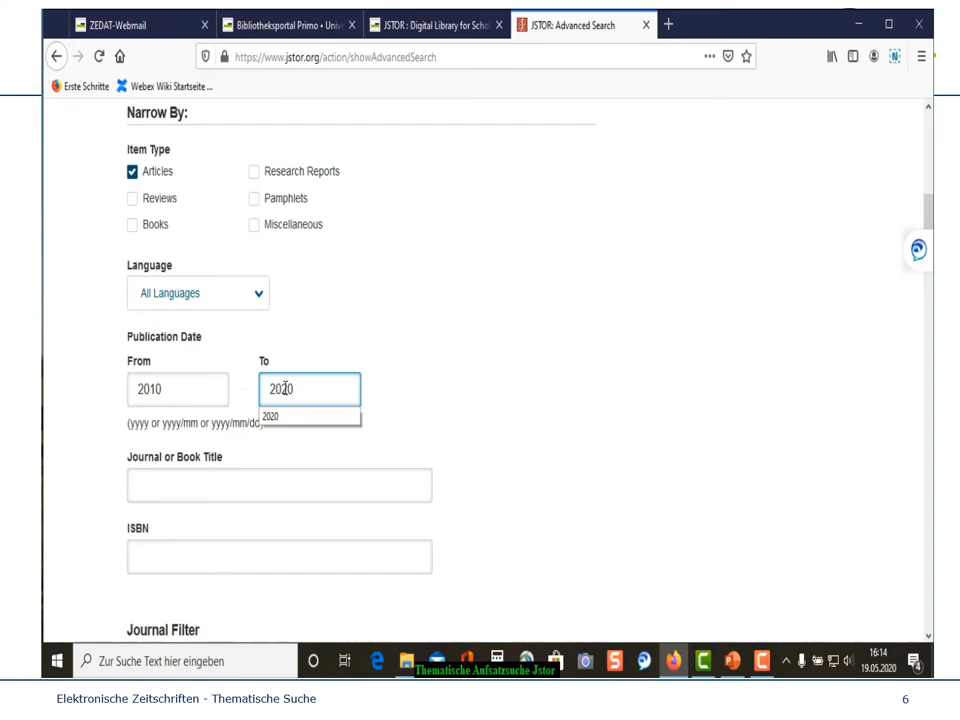 ZEDAT-Webmail
Bibliotheksportal Primo • Unive
JSTOR : Digital Library for Schol
JSTOR: Advanced Search
https://www.jstor.org/action/showAdvancedSearch
Erste Schritte
Webex Wiki Startseite ...
Narrow By:
Item Type
Articles
Research Reports
Reviews
Pamphlets
Books
Miscellaneous
Language
All Languages
Publication Date
From
To
2010
2020
2020
(yyyy or yyyy/mm or yyyy/mm/dd)
Journal or Book Title
ISBN
Journal Filter
Zur Suche Text hier eingeben
Thematische Aufsatzsuche Jstor
16:14
19.05.2020
4
Elektronische Zeitschriften - Thematische Suche
6